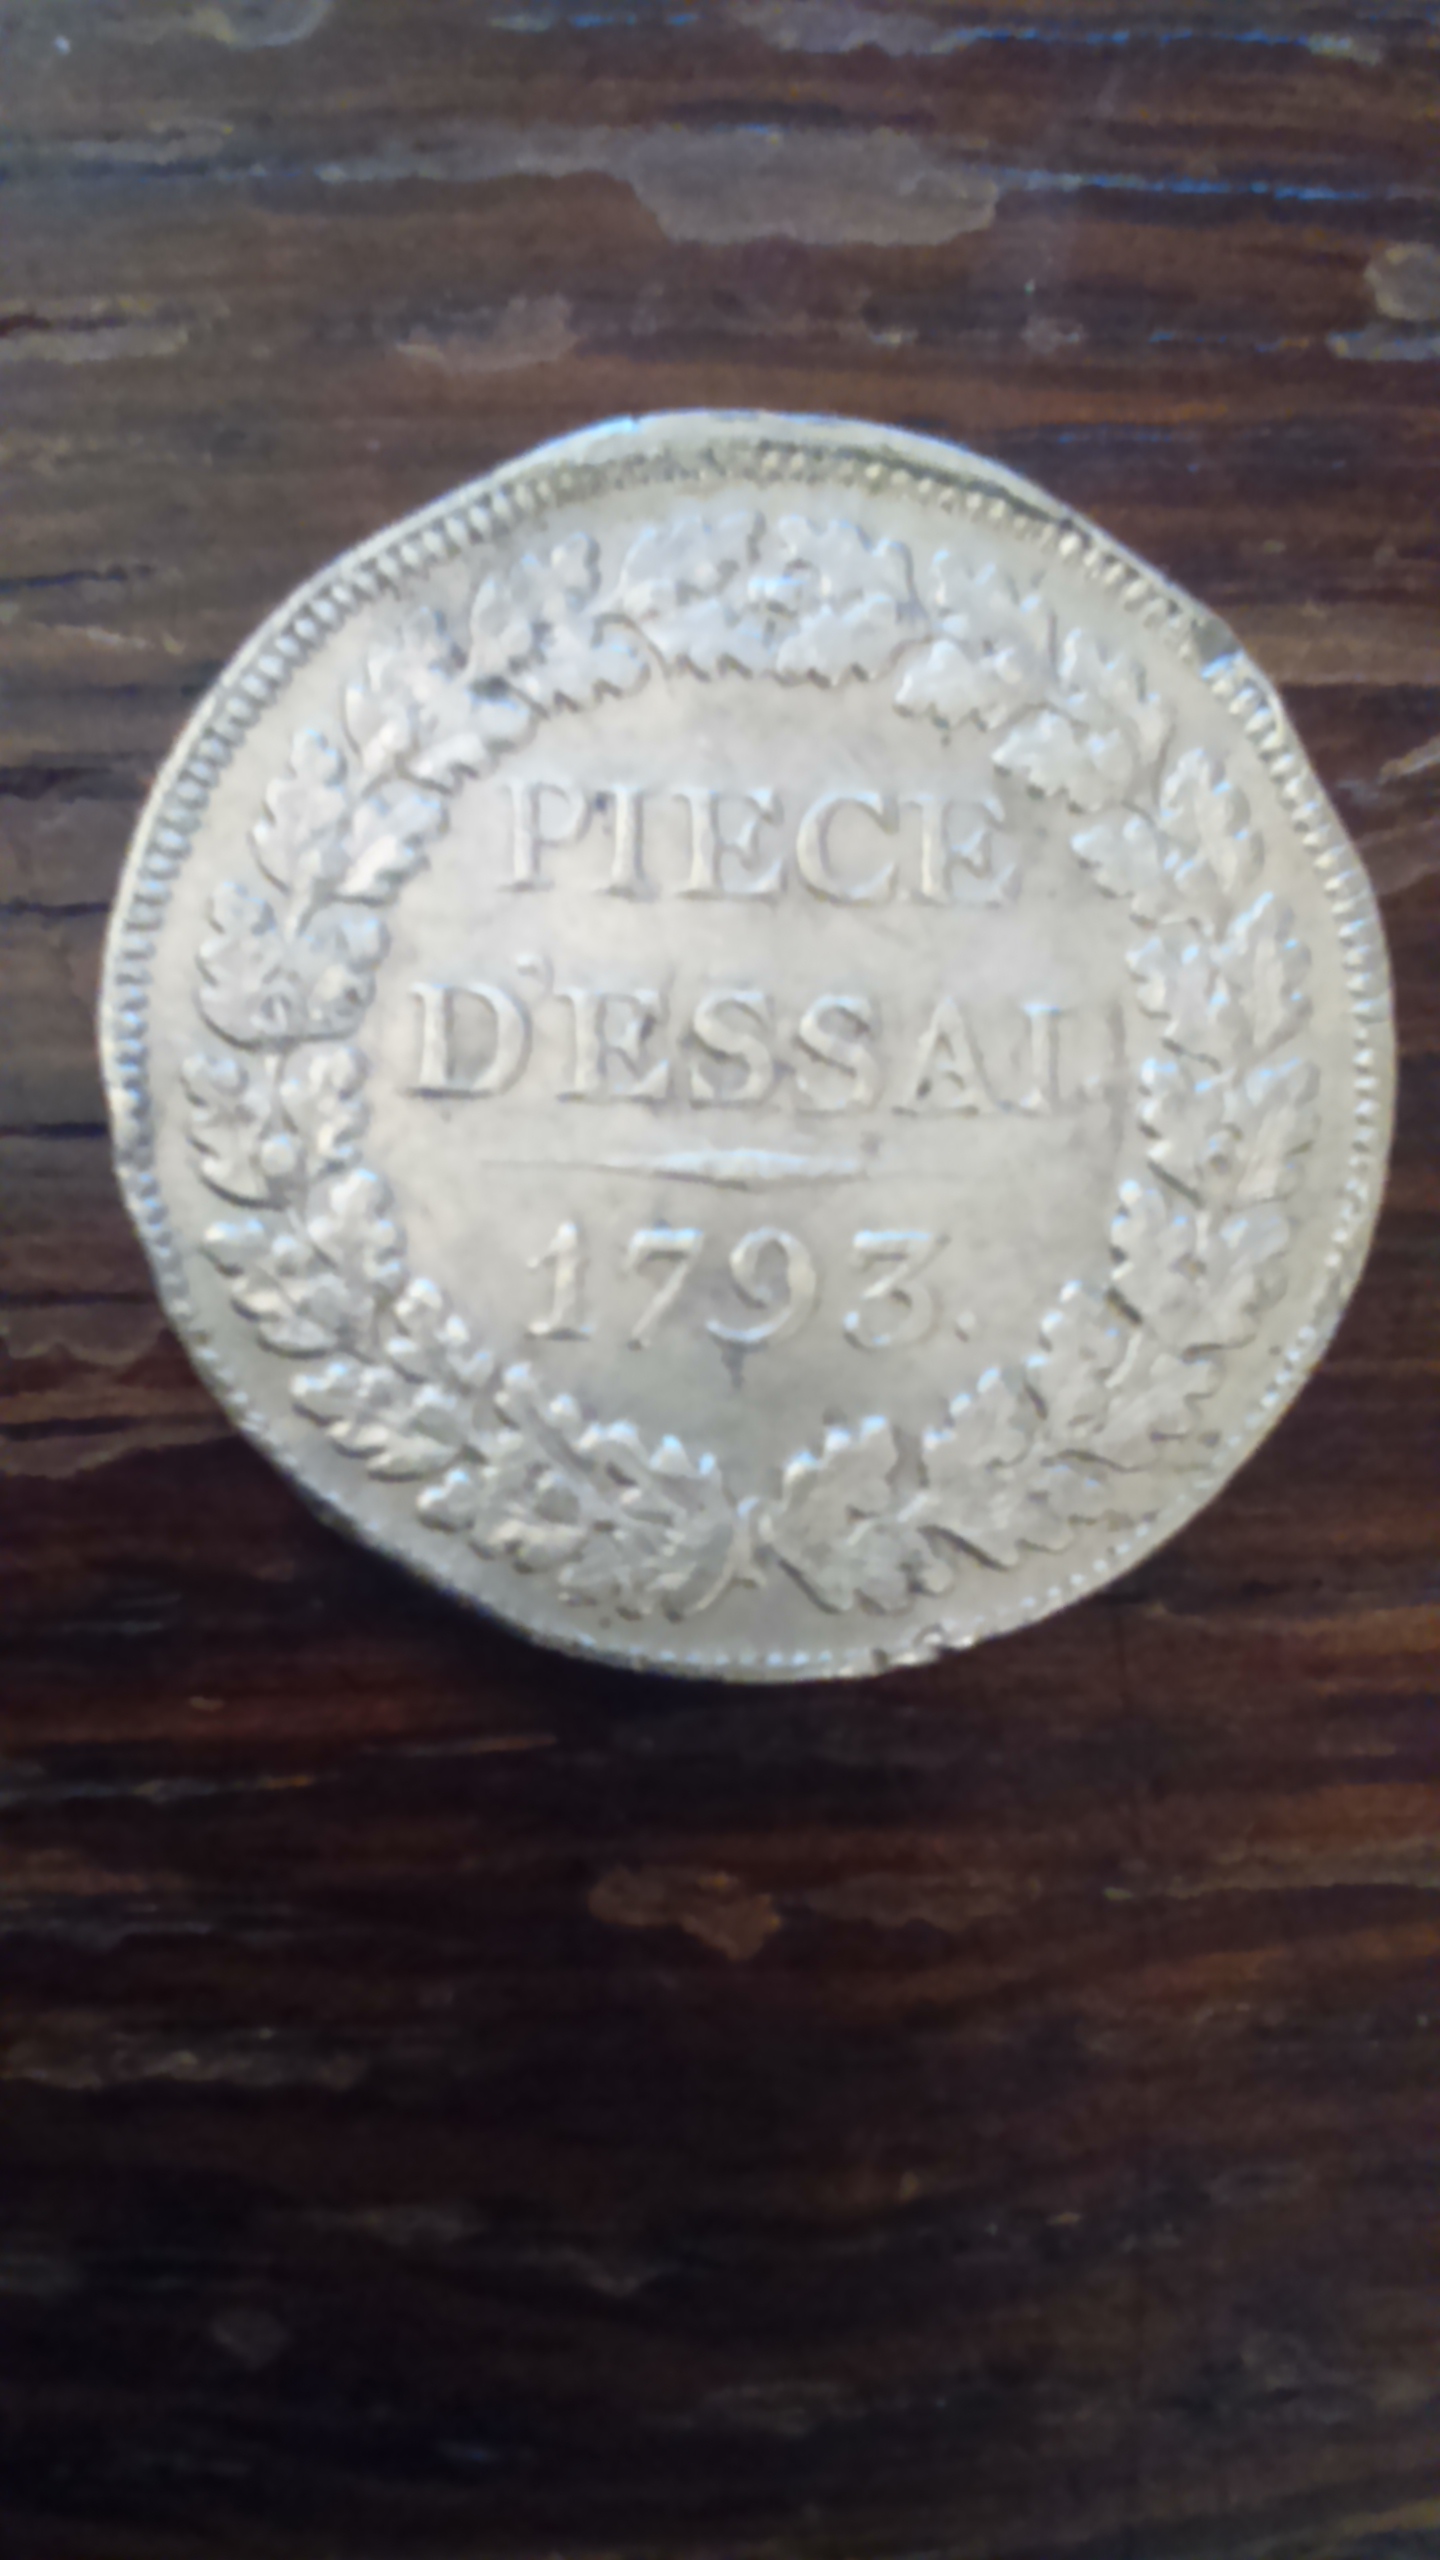 PIECE
D'ESSAI.
1793.